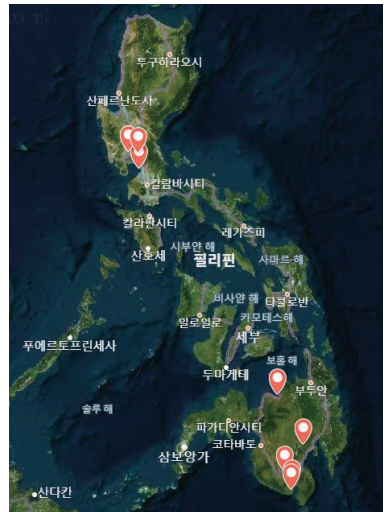 투구히라오시
산페르난도시
칼람바시티
칼라판시티
레가스피
산호세
시부얀 해
필리핀
사마르 해
비사얀 해
타클로반
일로일로
카모테스해
세부
푸에르토프린세사
보홀 해
두마게테
부투안
술루 해
파가디안시티
코타바토
삼보앙가
산다칸